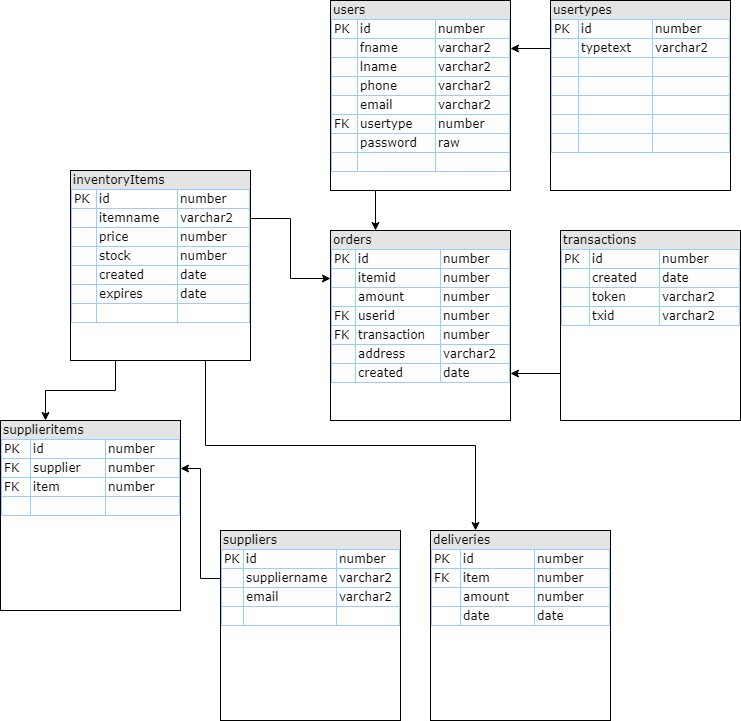 users
PK id number
fname varchar2
lname varchar2
phone varchar2
email varchar2
FK usertype number
password raw
usertypes
PK id number
typetext varchar2
inventoryItems
PK id number
itemname varchar2
price number
stock number
created date
expires date
orders
PK id number
itemid number
amount number
FK userid number
FK transaction number
address varchar2
created date
transactions
PK id number
created date
token varchar2
txid varchar2
supplieritems
PK id number
FK supplier number
FK item number
suppliers
PK id number
suppliername varchar2
email varchar2
deliveries
PK id number
FK item number
amount number
date date